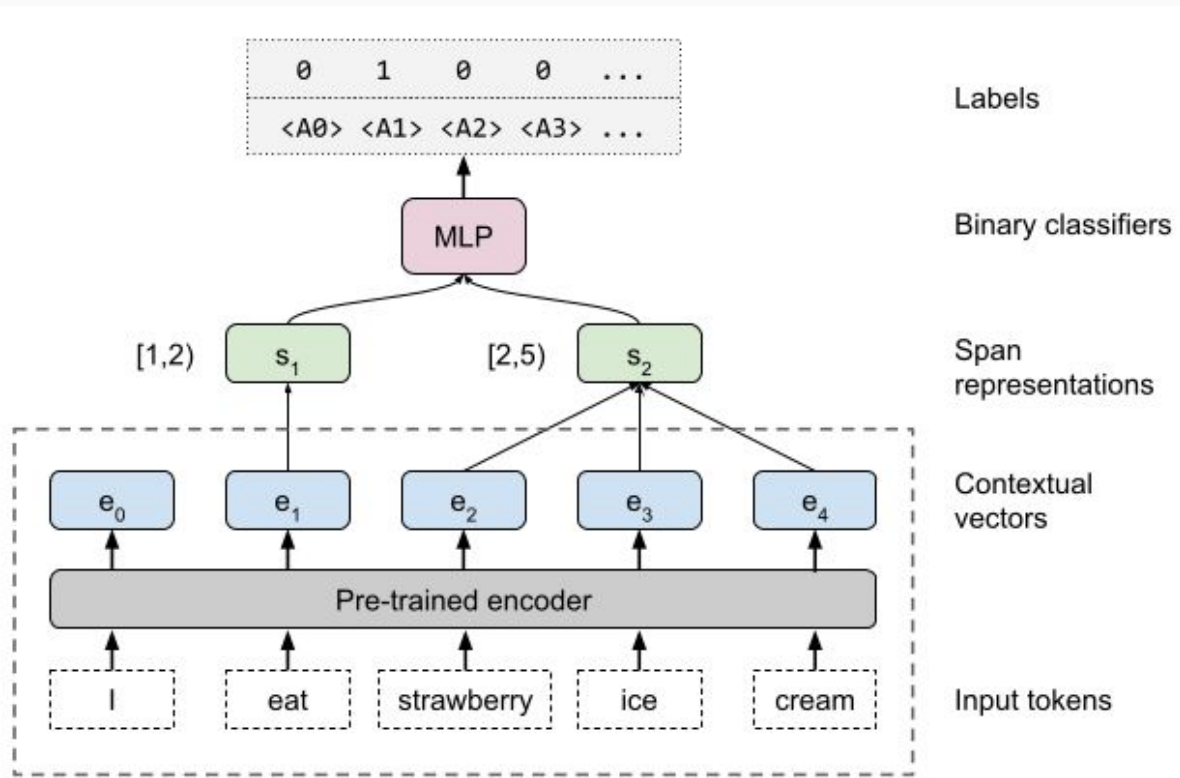 0 1 0 0 ...
<A0> <A1> <A2> <A3> ...
Labels
MLP
Binary classifiers
[1,2)
s1
[2,5)
s2
Span
representations
e0
e1
e2
e3
e4
Contextual
vectors
Pre-trained encoder
I
eat
strawberry
ice
cream
Input tokens